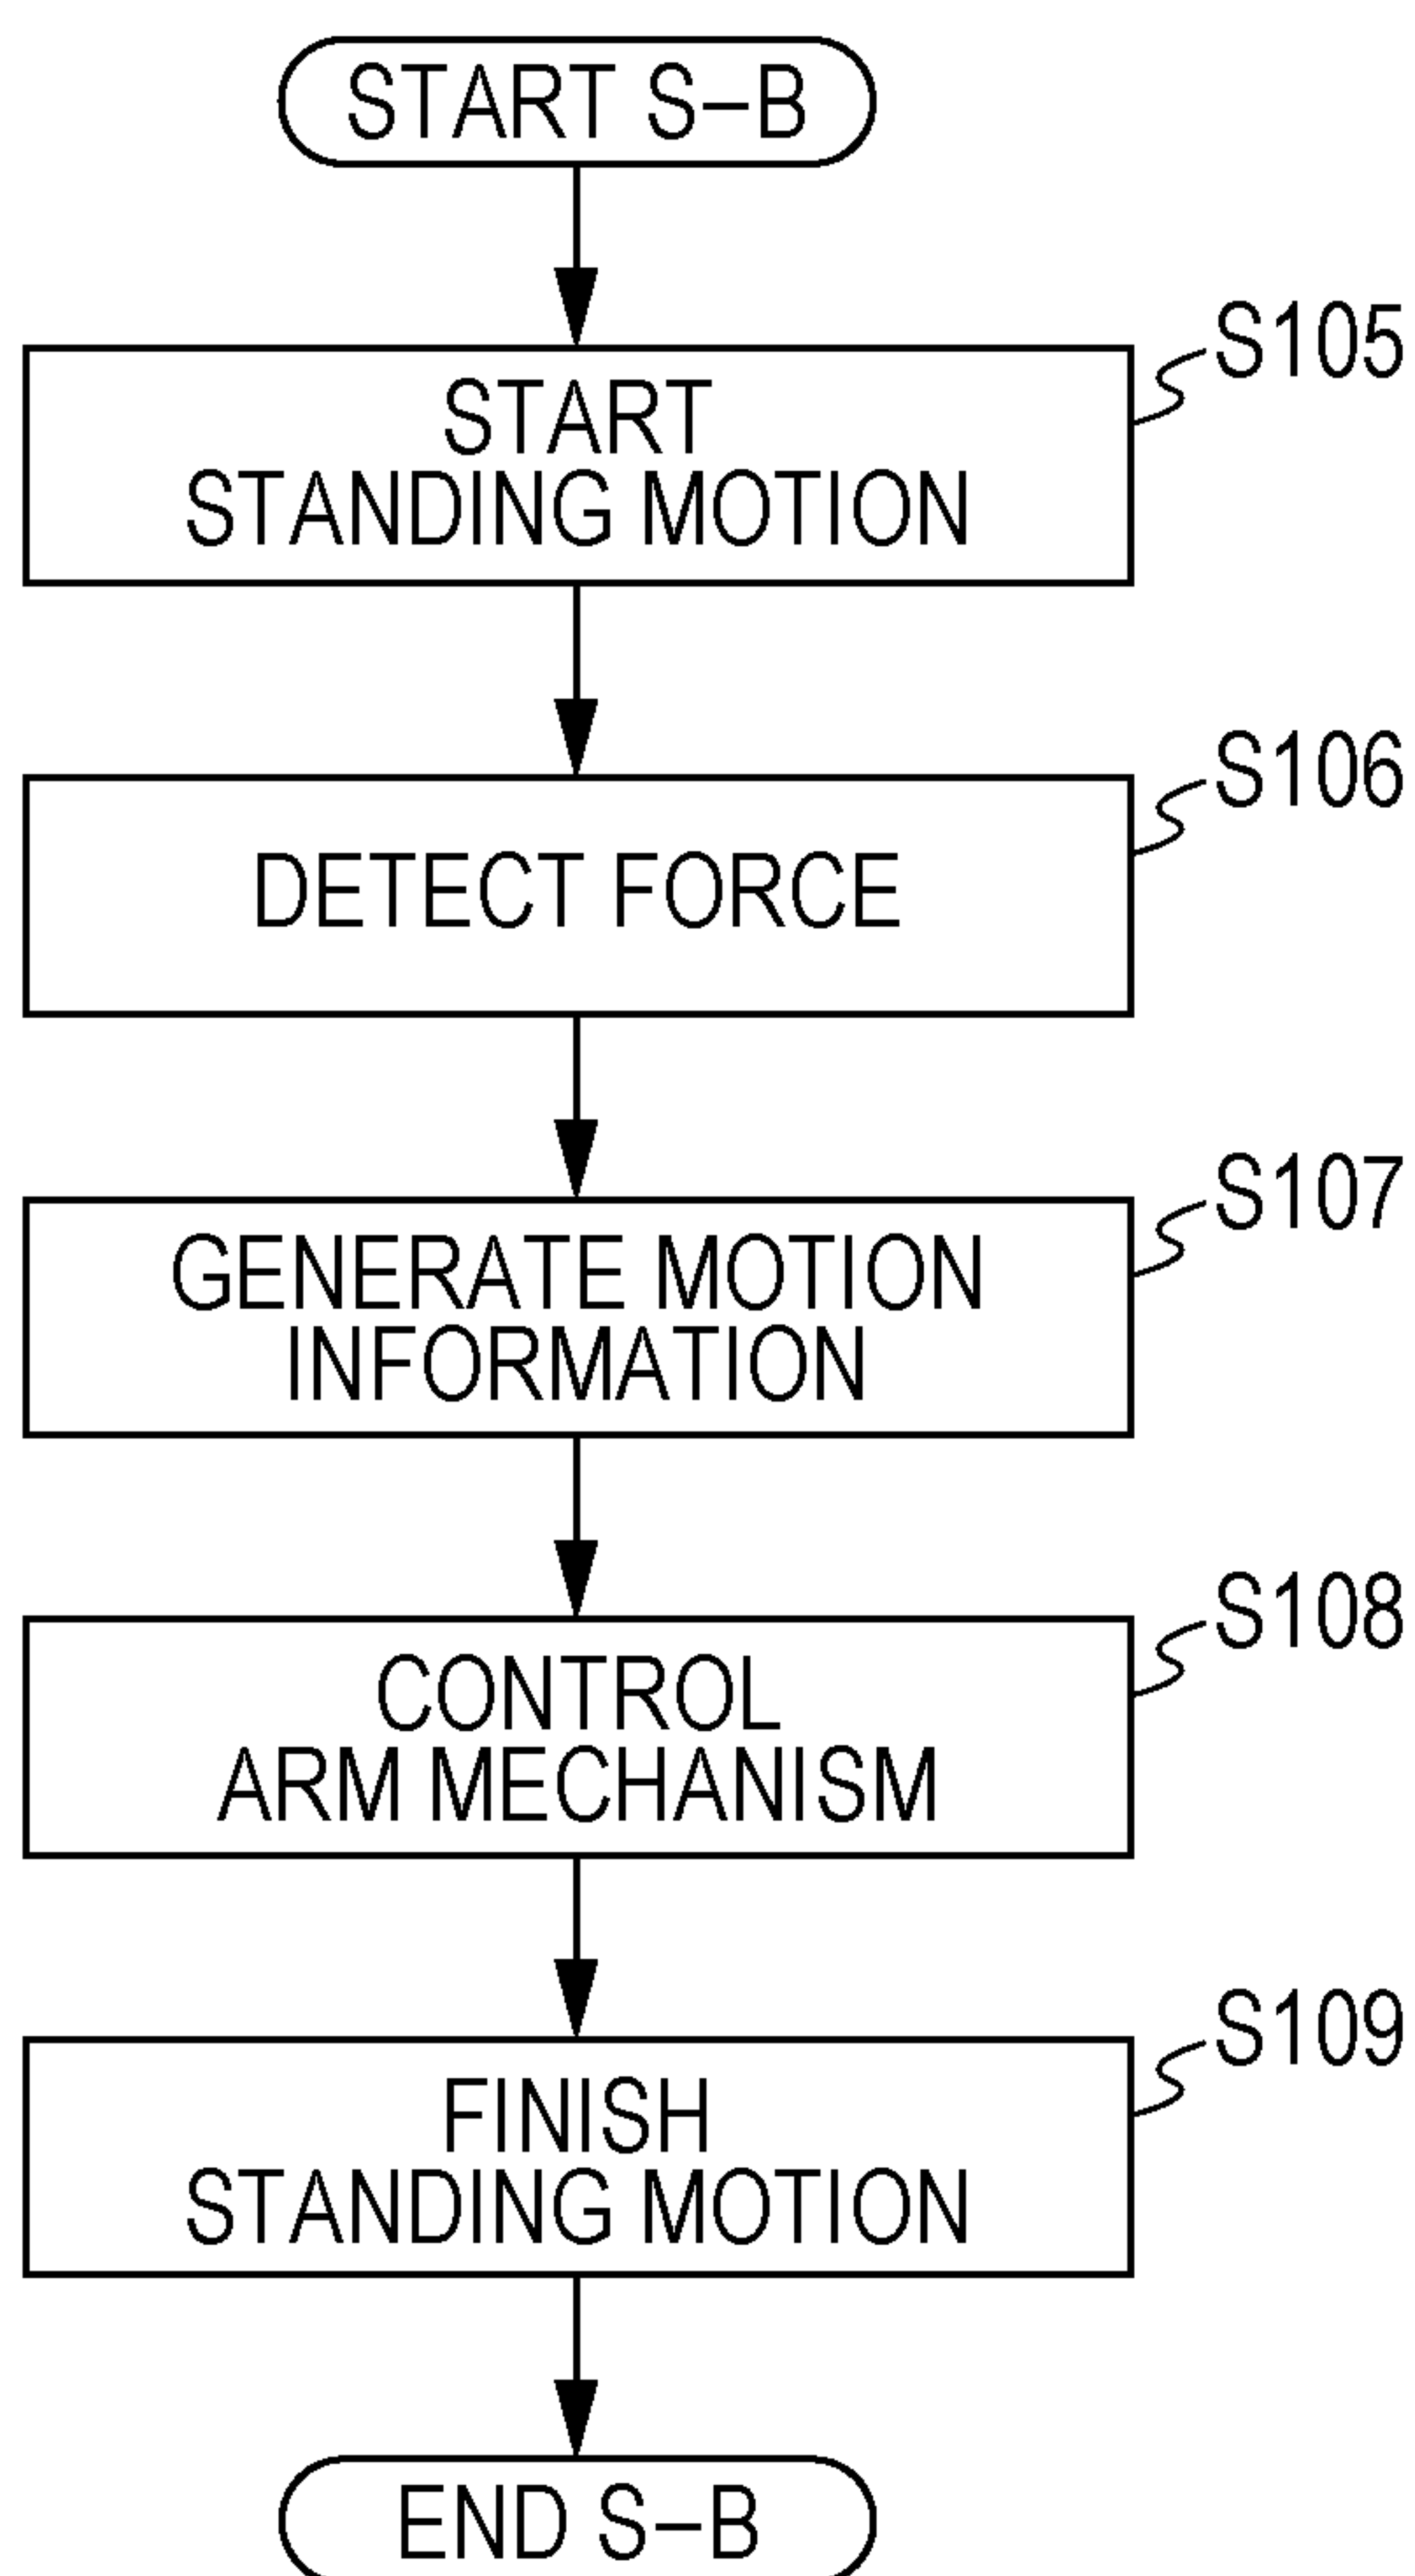 START S-B
S105
START
STANDING MOTION
S106
DETECT FORCE
S107
GENERATE MOTION
INFORMATION
S108
CONTROL
ARM MECHANISM
S109
FINISH
STANDING MOTION
END S-B